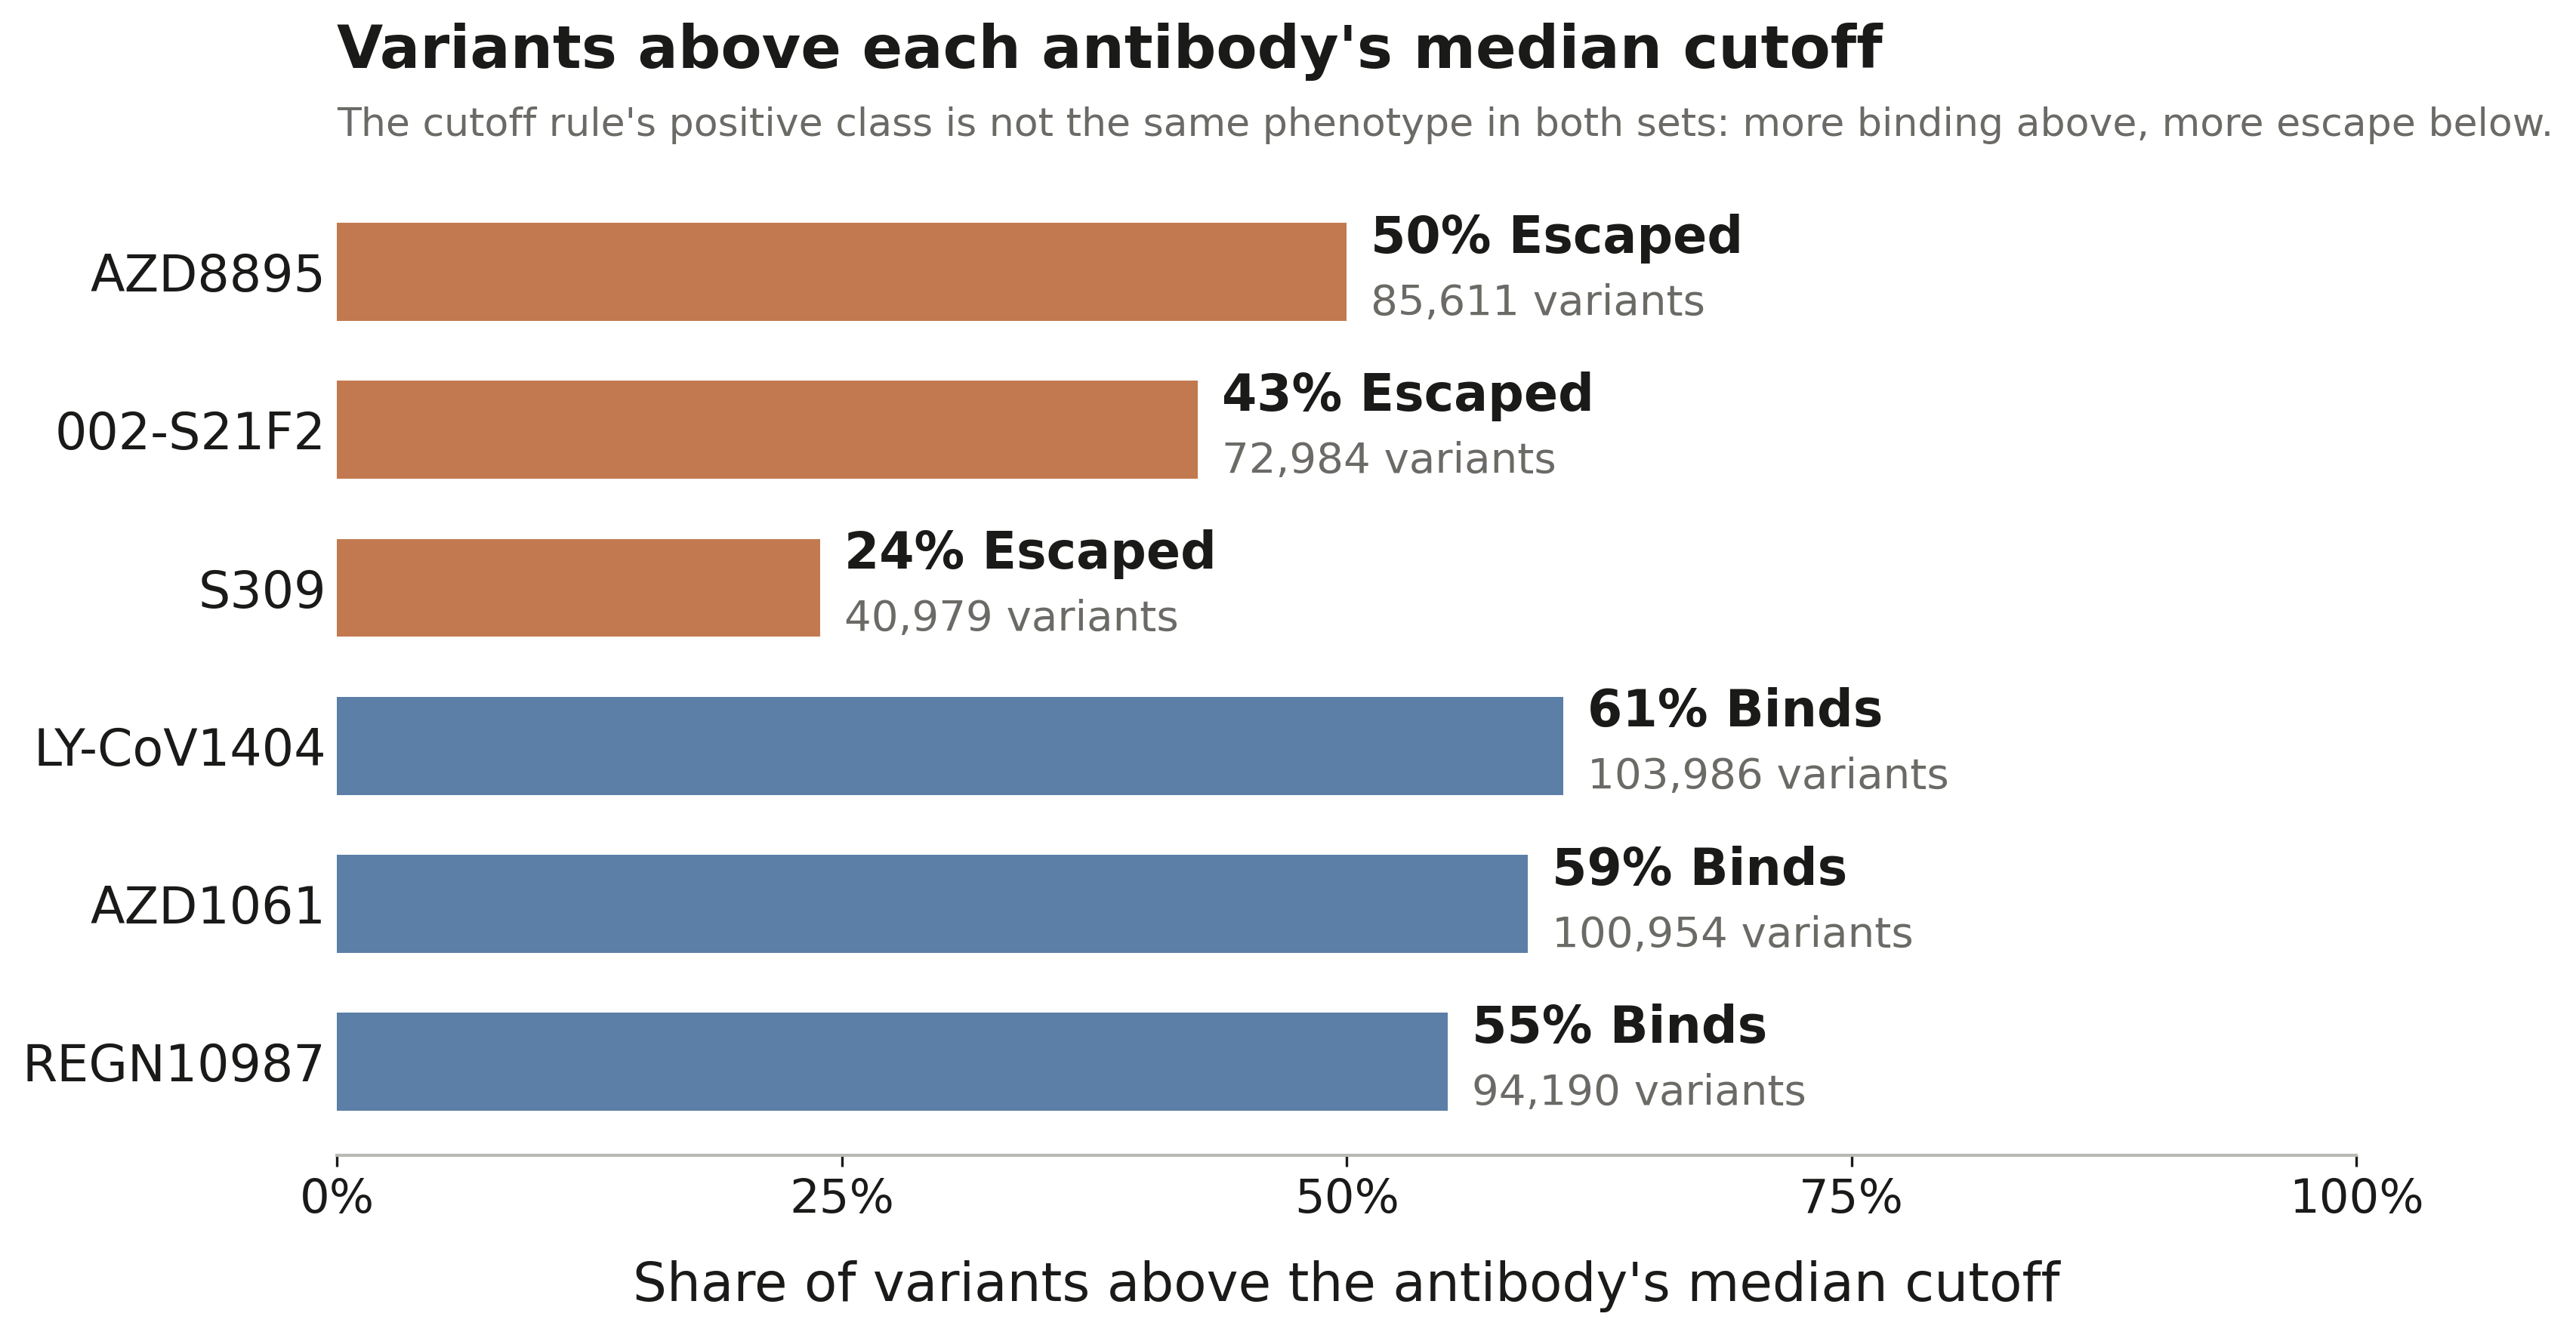 Variants above each antibody's median cutoff
The cutoff rule's positive class is not the same phenotype in both sets: more binding above, more escape below.
AZD8895
50% Escaped
85,611 variants
002-S21F2
43% Escaped
72,984 variants
S309
24% Escaped
40,979 variants
LY-CoV1404
61% Binds
103,986 variants
AZD1061
59% Binds
100,954 variants
REGN10987
55% Binds
94,190 variants
0% 25% 50% 75% 100%
Share of variants above the antibody's median cutoff